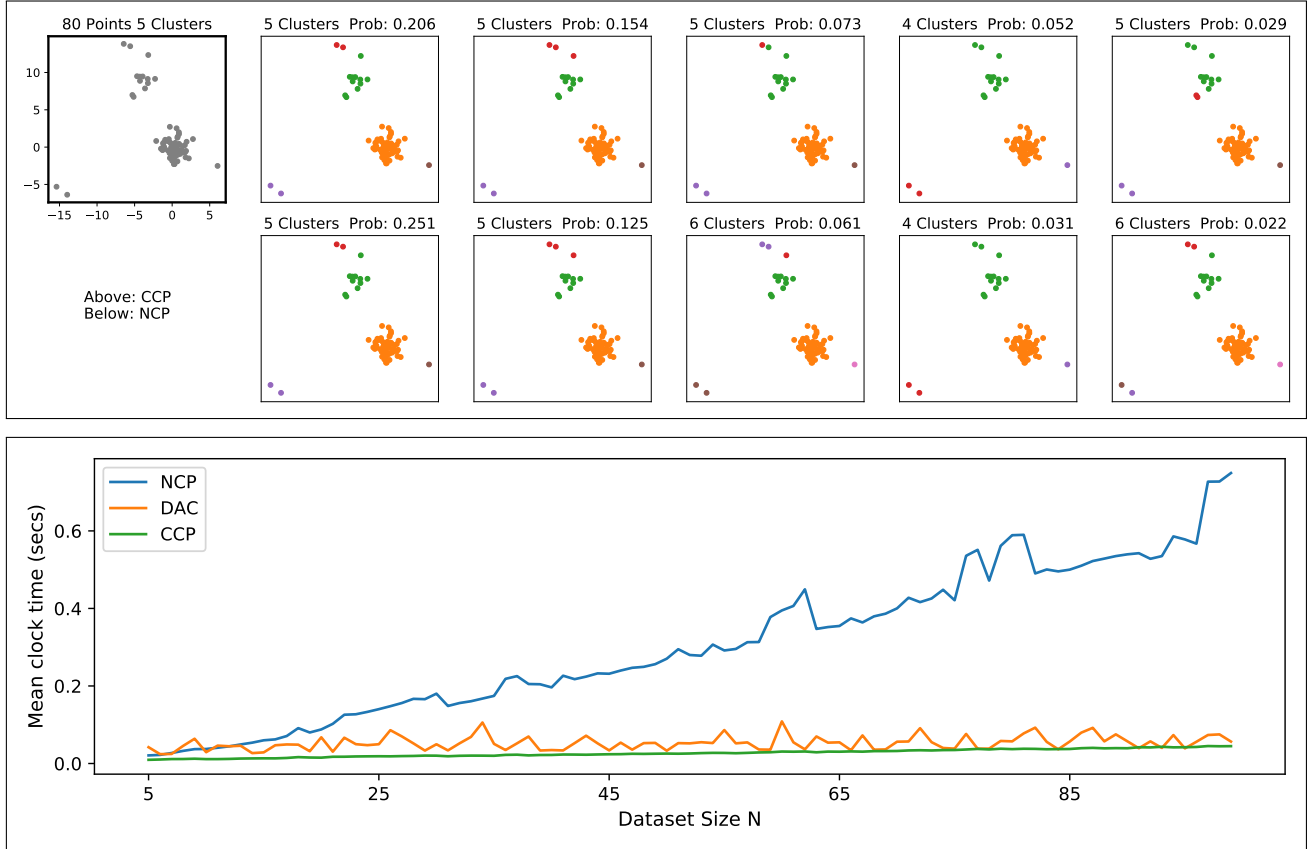 80 Points 5 Clusters
5 Clusters  Prob: 0.206
5 Clusters  Prob: 0.154
5 Clusters  Prob: 0.073
4 Clusters  Prob: 0.052
5 Clusters  Prob: 0.029
10
5
0
−5
−15
−10
−5
0
5
Above: CCP
Below: NCP
5 Clusters  Prob: 0.251
5 Clusters  Prob: 0.125
6 Clusters  Prob: 0.061
4 Clusters  Prob: 0.031
6 Clusters  Prob: 0.022
NCP
DAC
CCP
Mean clock time (secs)
0.6
0.4
0.2
0.0
5
25
45
65
85
Dataset Size N